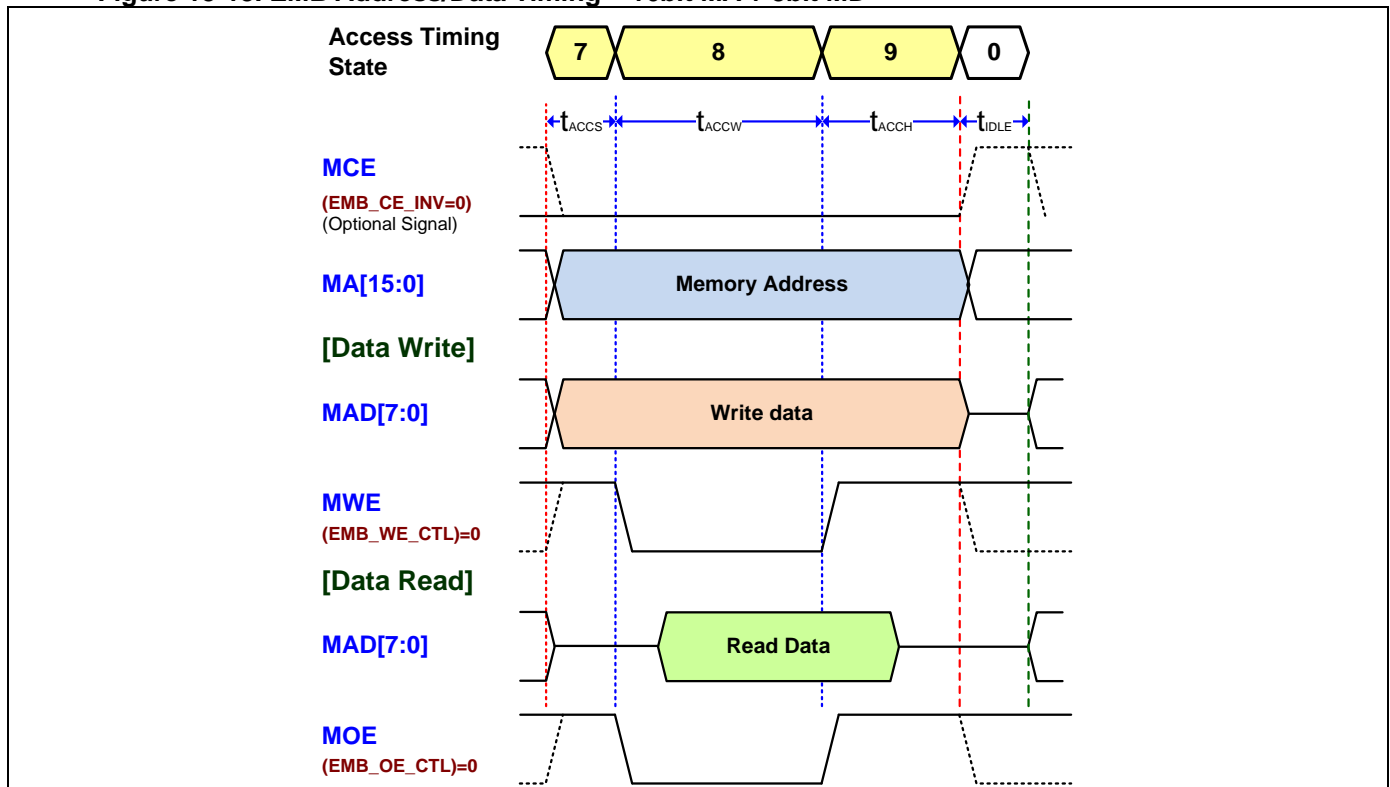 Access Timing
State
7 8 9 0
tACCS tACCW tACCH tIDLE
MCE
(EMB_CE_INV=0)
(Optional Signal)
MA[15:0]
Memory Address
[Data Write]
MAD[7:0]
Write data
MWE
(EMB_WE_CTL)=0
[Data Read]
MAD[7:0]
Read Data
MOE
(EMB_OE_CTL)=0